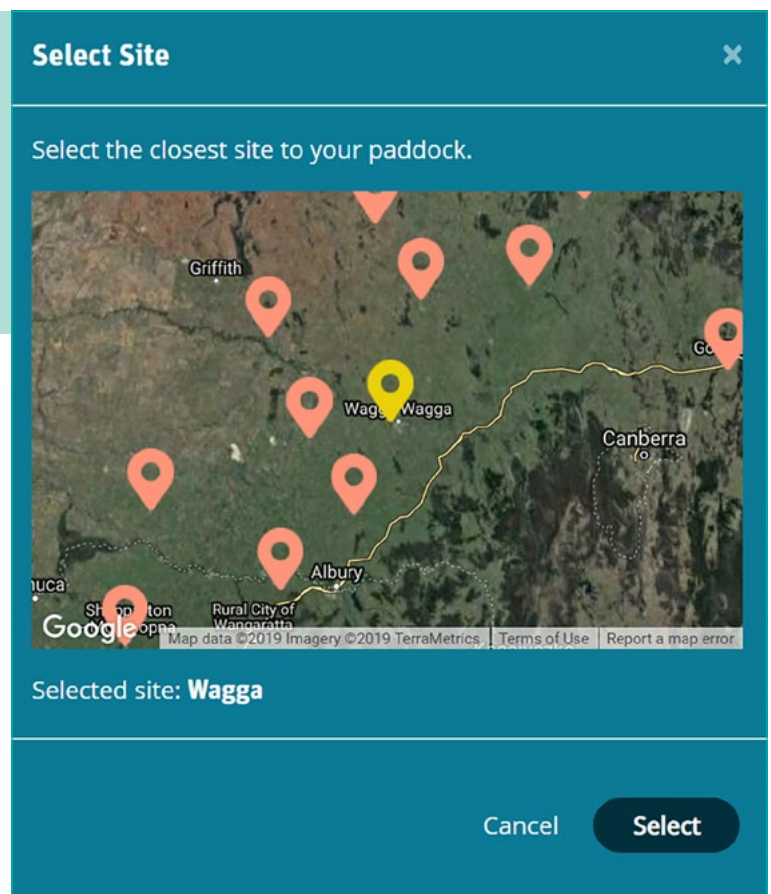 Select Site
×
Select the closest site to your paddock.
Griffith
Wagga Wagga
Canberra
Albury
Rural City of
Wangaratta
Google
Map data ©2019 Imagery ©2019 TerraMetrics
Terms of Use
Report a map error
Selected site: Wagga
Cancel
Select